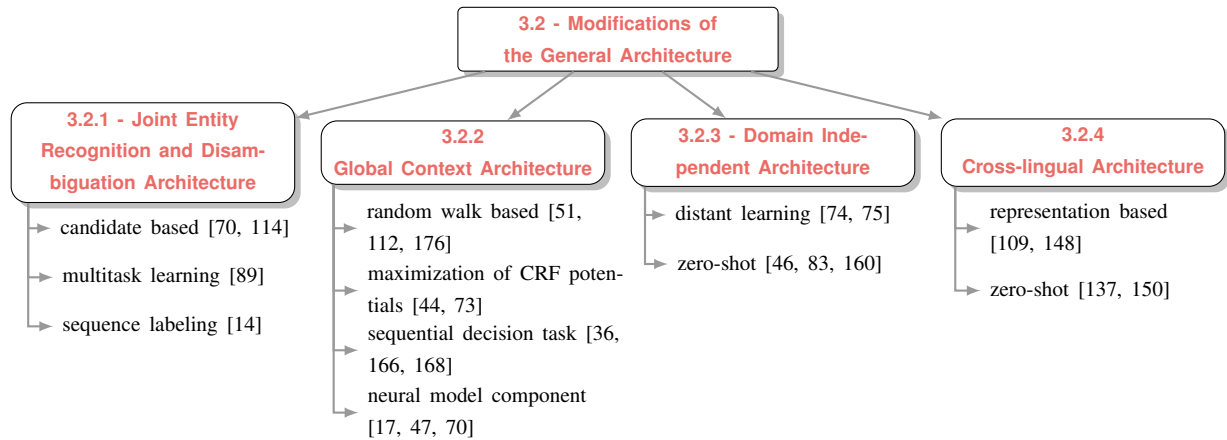 3.2 - Modifications of
the General Architecture
3.2.1 - Joint Entity
Recognition and Disam-
biguation Architecture
candidate based [70, 114]
multitask learning [89]
sequence labeling [14]
3.2.2
Global Context Architecture
random walk based [51,
112, 176]
maximization of CRF poten-
tials [44, 73]
sequential decision task [36,
166, 168]
neural model component
[17, 47, 70]
3.2.3 - Domain Inde-
pendent Architecture
distant learning [74, 75]
zero-shot [46, 83, 160]
3.2.4
Cross-lingual Architecture
representation based
[109, 148]
zero-shot [137, 150]